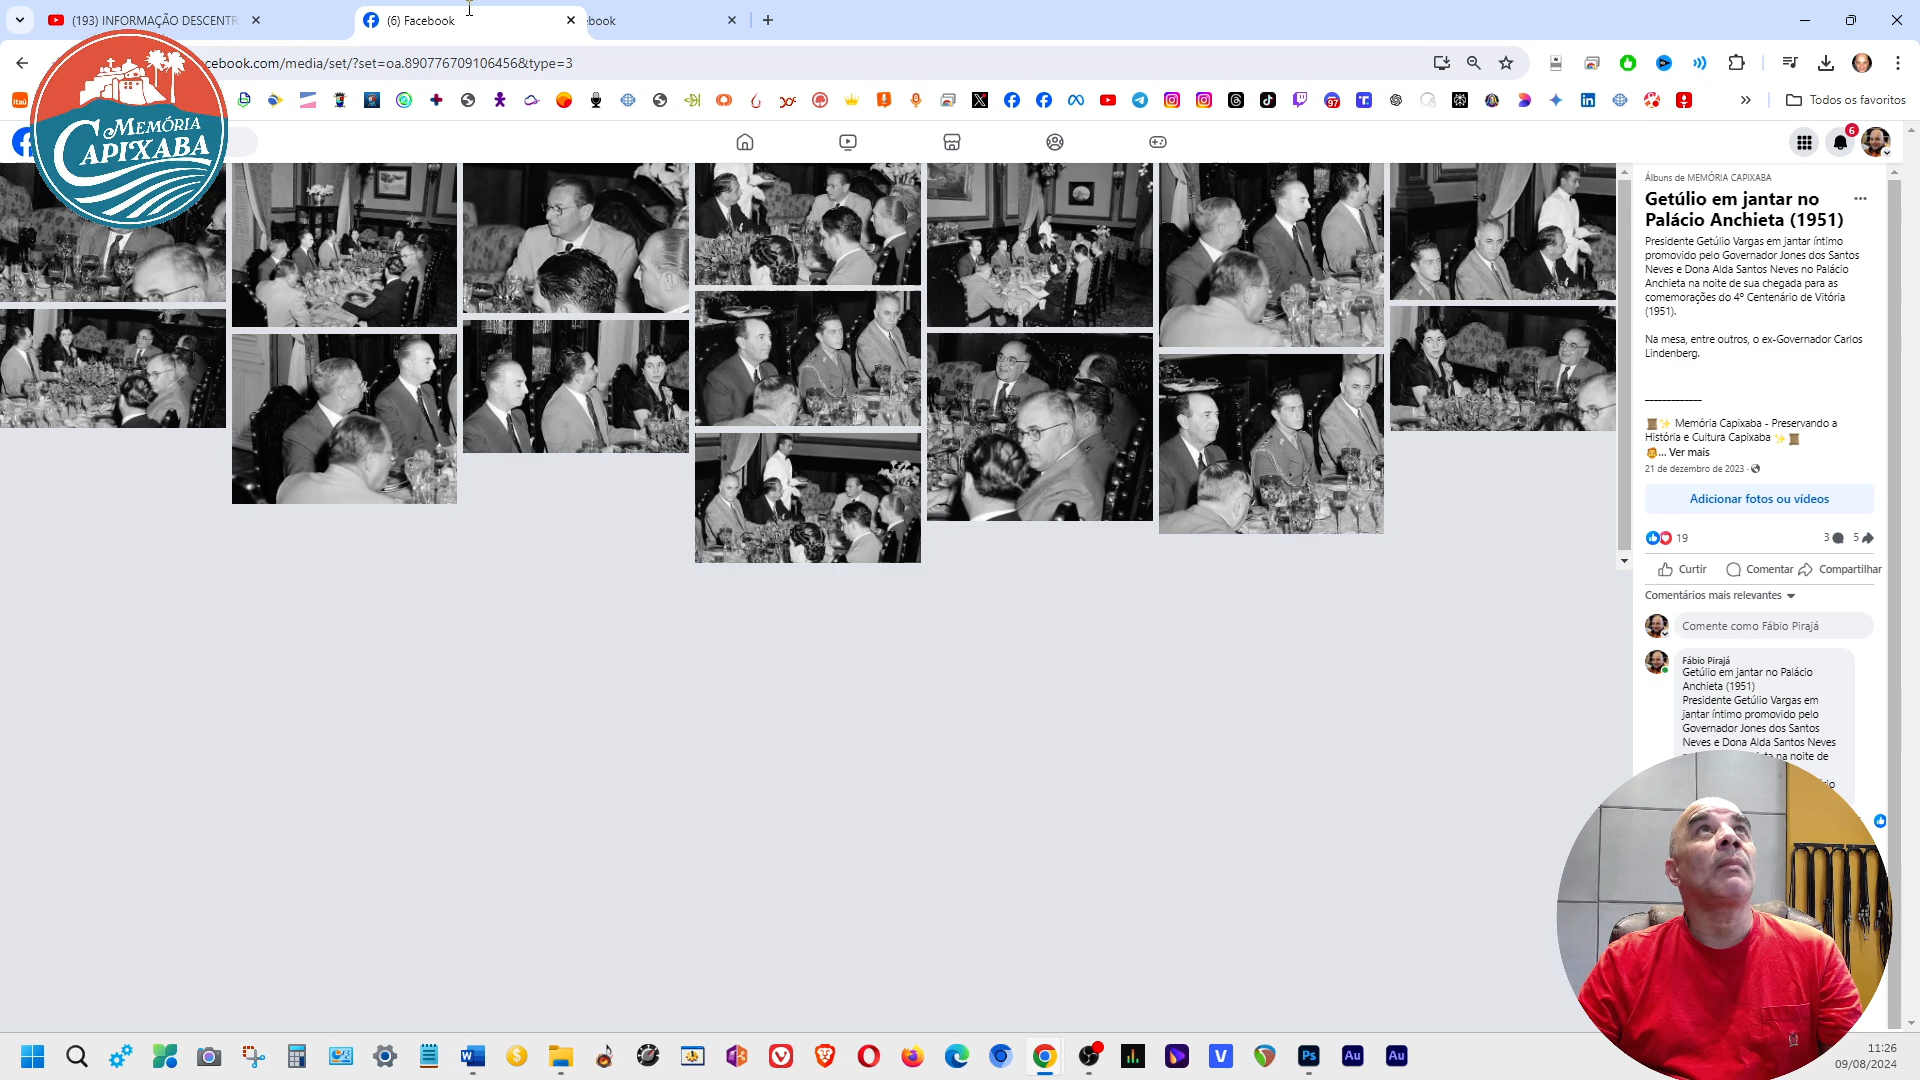 (193) INFORMAÇÃO DESCENTR
(6) Facebook
ebook
cebook.com/media/set/?set=oa.890776709106456&type=3
Todos os favoritos
MEMÓRIA
CAPIXABA
6
Álbuns de MEMÓRIA CAPIXABA
Getúlio em jantar no
Palácio Anchieta (1951)
Presidente Getúlio Vargas em jantar íntimo
promovido pelo Governador Jones dos Santos
Neves e Dona Alda Santos Neves no Palácio
Anchieta na noite de sua chegada para as
comemorações do 4º Centenário de Vitória
(1951).
Na mesa, entre outros, o ex-Governador Carlos
Lindenberg.
______________
📜✨ Memória Capixaba - Preservando a
História e Cultura Capixaba ✨📜
... Ver mais
21 de dezembro de 2023 ·
Adicionar fotos ou vídeos
19
3
5
Curtir
Comentar
Compartilhar
Comentários mais relevantes
Comente como Fábio Pirajá
Fábio Pirajá
Getúlio em jantar no Palácio
Anchieta (1951)
Presidente Getúlio Vargas em
jantar íntimo promovido pelo
Governador Jones dos Santos
Neves e Dona Alda Santos Neves
na noite de
11:26
09/08/2024